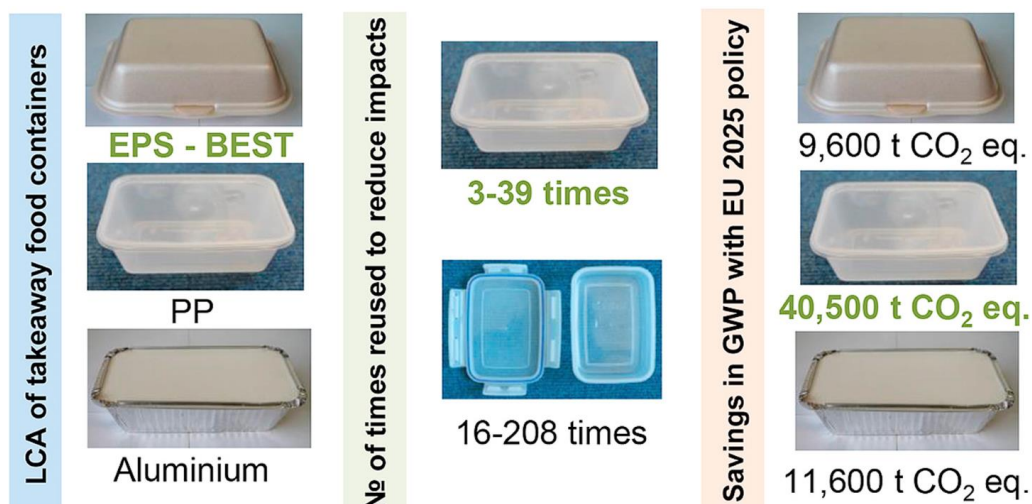 LCA of takeaway food containers
EPS - BEST
PP
Aluminium
№ of times reused to reduce impacts
3-39 times
16-208 times
Savings in GWP with EU 2025 policy
9,600 t CO₂ eq.
40,500 t CO₂ eq.
11,600 t CO₂ eq.